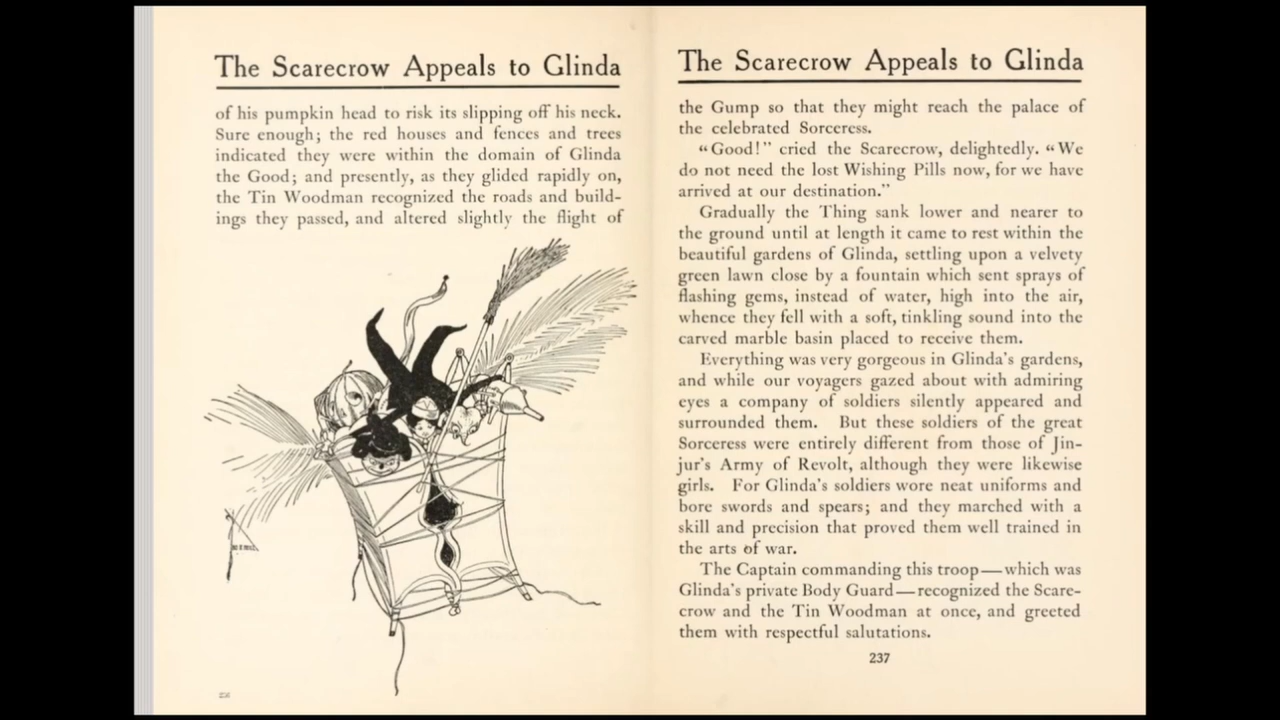 The Scarecrow Appeals to Glinda
of his pumpkin head to risk its slipping off his neck.
Sure enough; the red houses and fences and trees
indicated they were within the domain of Glinda
the Good; and presently, as they glided rapidly on,
the Tin Woodman recognized the roads and build-
ings they passed, and altered slightly the flight of
The Scarecrow Appeals to Glinda
the Gump so that they might reach the palace of
the celebrated Sorceress.
“Good!” cried the Scarecrow, delightedly. “We
do not need the lost Wishing Pills now, for we have
arrived at our destination.”
Gradually the Thing sank lower and nearer to
the ground until at length it came to rest within the
beautiful gardens of Glinda, settling upon a velvety
green lawn close by a fountain which sent sprays of
flashing gems, instead of water, high into the air,
whence they fell with a soft, tinkling sound into the
carved marble basin placed to receive them.
Everything was very gorgeous in Glinda’s gardens,
and while our voyagers gazed about with admiring
eyes a company of soldiers silently appeared and
surrounded them. But these soldiers of the great
Sorceress were entirely different from those of Jin-
jur’s Army of Revolt, although they were likewise
girls. For Glinda’s soldiers wore neat uniforms and
bore swords and spears; and they marched with a
skill and precision that proved them well trained in
the arts of war.
The Captain commanding this troop—which was
Glinda’s private Body Guard—recognized the Scare-
crow and the Tin Woodman at once, and greeted
them with respectful salutations.
237